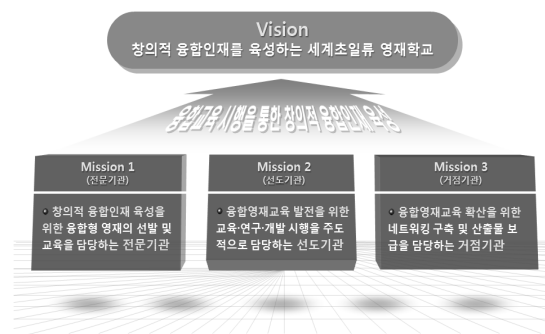 Vision
창의적 융합인재를 육성하는 세계초일류 영재학교
융합교육 시행을 통한 창의적 융합인재 육성
Mission 1
(전문기관)
창의적 융합인재 육성을
위한 융합형 영재의 선발 및
교육을 담당하는 전문기관
Mission 2
(선도기관)
융합영재교육 발전을 위한
교육·연구·개발 시행을 주도
적으로 담당하는 선도기관
Mission 3
(거점기관)
융합영재교육 확산을 위한
네트워킹 구축 및 산출물 보
급을 담당하는 거점기관